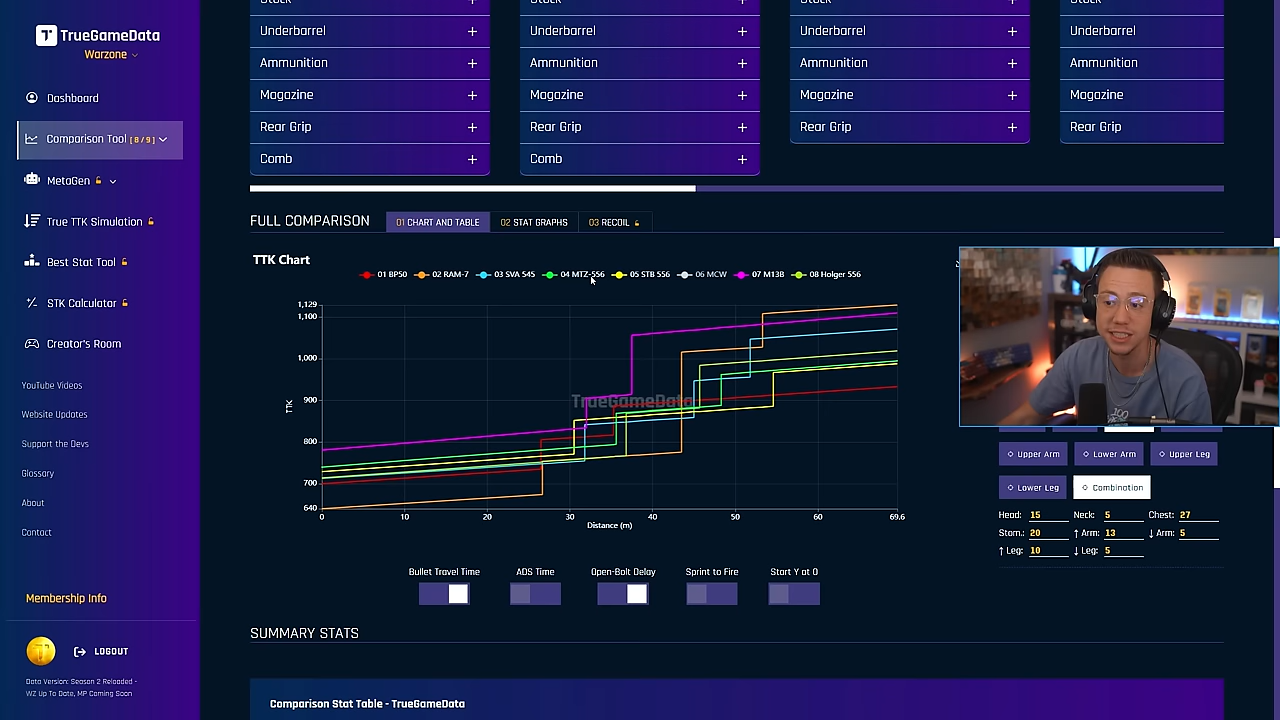 TrueGameData
Warzone
Dashboard
Comparison Tool [8/9]
MetaGen
True TTK Simulation
Best Stat Tool
STK Calculator
Creator's Room
YouTube Videos
Website Updates
Support the Devs
Glossary
About
Contact
Membership Info
LOGOUT
Data Version: Season 2 Reloaded -
WZ Up To Date, MP Coming Soon
Underbarrel + Underbarrel + Underbarrel + Underbarrel
Ammunition + Ammunition + Ammunition + Ammunition
Magazine + Magazine + Magazine + Magazine
Rear Grip + Rear Grip + Rear Grip + Rear Grip
Comb + Comb +
FULL COMPARISON 01 CHART AND TABLE 02 STAT GRAPHS 03 RECOIL
TTK Chart
01 BP50 02 RAM-7 03 SVA 545 04 MTZ-556 05 STB 556 06 MCW 07 M13B 08 Holger 556
1,129
1,100
1,000
900
800
700
640
TTK
TrueGameData
0 10 20 30 40 50 60 69.6
Distance (m)
Bullet Travel Time ADS Time Open-Bolt Delay Sprint to Fire Start Y at 0
Upper Arm Lower Arm Upper Leg
Lower Leg Combination
Head: 15 Neck: 5 Chest: 27
Stom.: 20 ↑ Arm: 13 ↓ Arm: 5
↑ Leg: 10 ↓ Leg: 5
SUMMARY STATS
Comparison Stat Table - TrueGameData